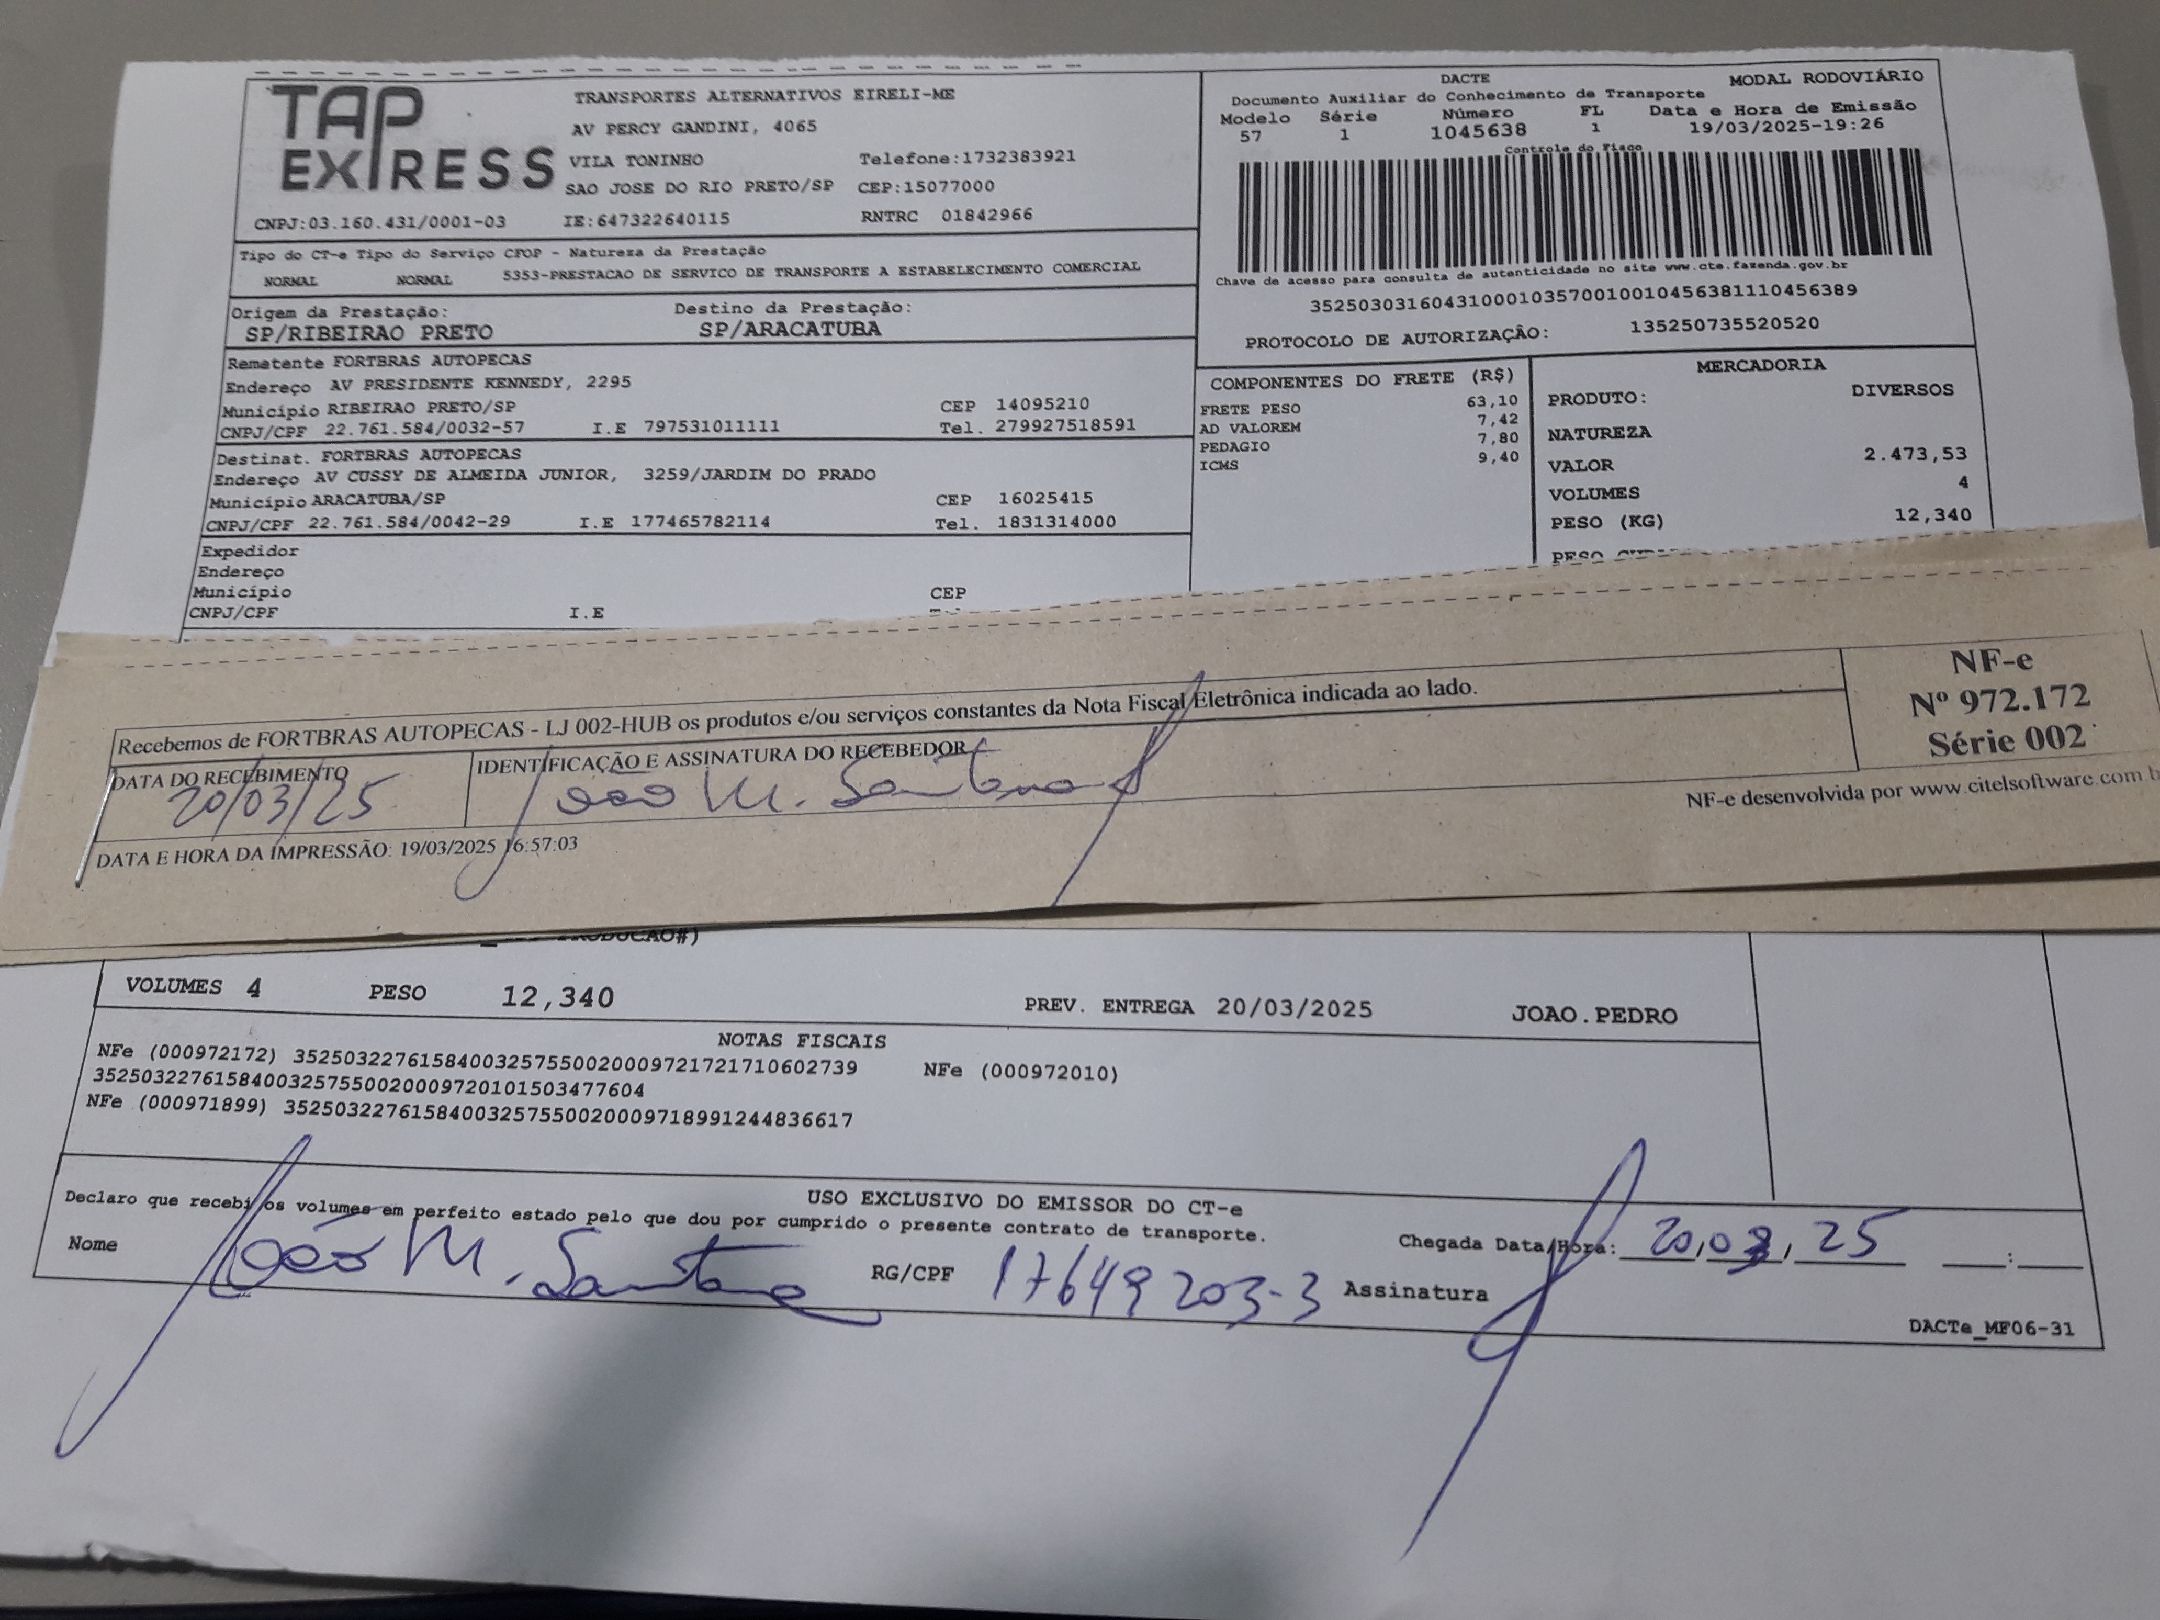 TAP EXPRESS
TRANSPORTES ALTERNATIVOS EIRELI-ME
AV PERCY GANDINI, 4065
VILA TONINHO Telefone:1732383921
SAO JOSE DO RIO PRETO/SP CEP:15077000
CNPJ:03.160.431/0001-03 IE:647322640115 RNTRC 01842966
DACTE MODAL RODOVIÁRIO
Documento Auxiliar do Conhecimento de Transporte
Modelo Série Número FL Data e Hora de Emissão
57 1 1045638 1 19/03/2025-19:26
Controle do Fisco
Chave de acesso para consulta de autenticidade no site www.cte.fazenda.gov.br
35250303160431000103570010010456381110456389
PROTOCOLO DE AUTORIZAÇÃO: 135250735520520
Tipo do CT-e Tipo do Serviço CFOP - Natureza da Prestação
NORMAL NORMAL 5353-PRESTACAO DE SERVICO DE TRANSPORTE A ESTABELECIMENTO COMERCIAL
Origem da Prestação: Destino da Prestação:
SP/RIBEIRAO PRETO SP/ARACATUBA
Remetente FORTBRAS AUTOPECAS
Endereço AV PRESIDENTE KENNEDY, 2295
Município RIBEIRAO PRETO/SP CEP 14095210
CNPJ/CPF 22.761.584/0032-57 I.E 797531011111 Tel. 279927518591
Destinat. FORTBRAS AUTOPECAS
Endereço AV CUSSY DE ALMEIDA JUNIOR, 3259/JARDIM DO PRADO
Município ARACATUBA/SP CEP 16025415
CNPJ/CPF 22.761.584/0042-29 I.E 177465782114 Tel. 1831314000
Expedidor
Endereço
Município CEP
CNPJ/CPF I.E
COMPONENTES DO FRETE (R$)
FRETE PESO 63,10
AD VALOREM 7,42
PEDAGIO 7,80
ICMS 9,40
MERCADORIA
PRODUTO: DIVERSOS
NATUREZA
VALOR 2.473,53
VOLUMES 4
PESO (KG) 12,340
Recebemos de FORTBRAS AUTOPECAS - LJ 002-HUB os produtos e/ou serviços constantes da Nota Fiscal Eletrônica indicada ao lado.
DATA DO RECEBIMENTO IDENTIFICAÇÃO E ASSINATURA DO RECEBEDOR
20/03/25 João M. Santana
NF-e
Nº 972.172
Série 002
DATA E HORA DA IMPRESSÃO: 19/03/2025 16:57:03
NF-e desenvolvida por www.citelsoftware.com.b
VOLUMES 4 PESO 12,340 PREV. ENTREGA 20/03/2025 JOAO.PEDRO
NOTAS FISCAIS
NFe (000972172) 35250322761584003257550020009721721710602739 NFe (000972010)
35250322761584003257550020009720101503477604
NFe (000971899) 35250322761584003257550020009718991244836617
USO EXCLUSIVO DO EMISSOR DO CT-e
Declaro que recebi os volumes em perfeito estado pelo que dou por cumprido o presente contrato de transporte.
Nome João M. Santana RG/CPF 17649203-3 Assinatura
Chegada Data/Hora: 20,03,25 :
DACTe_MF06-31